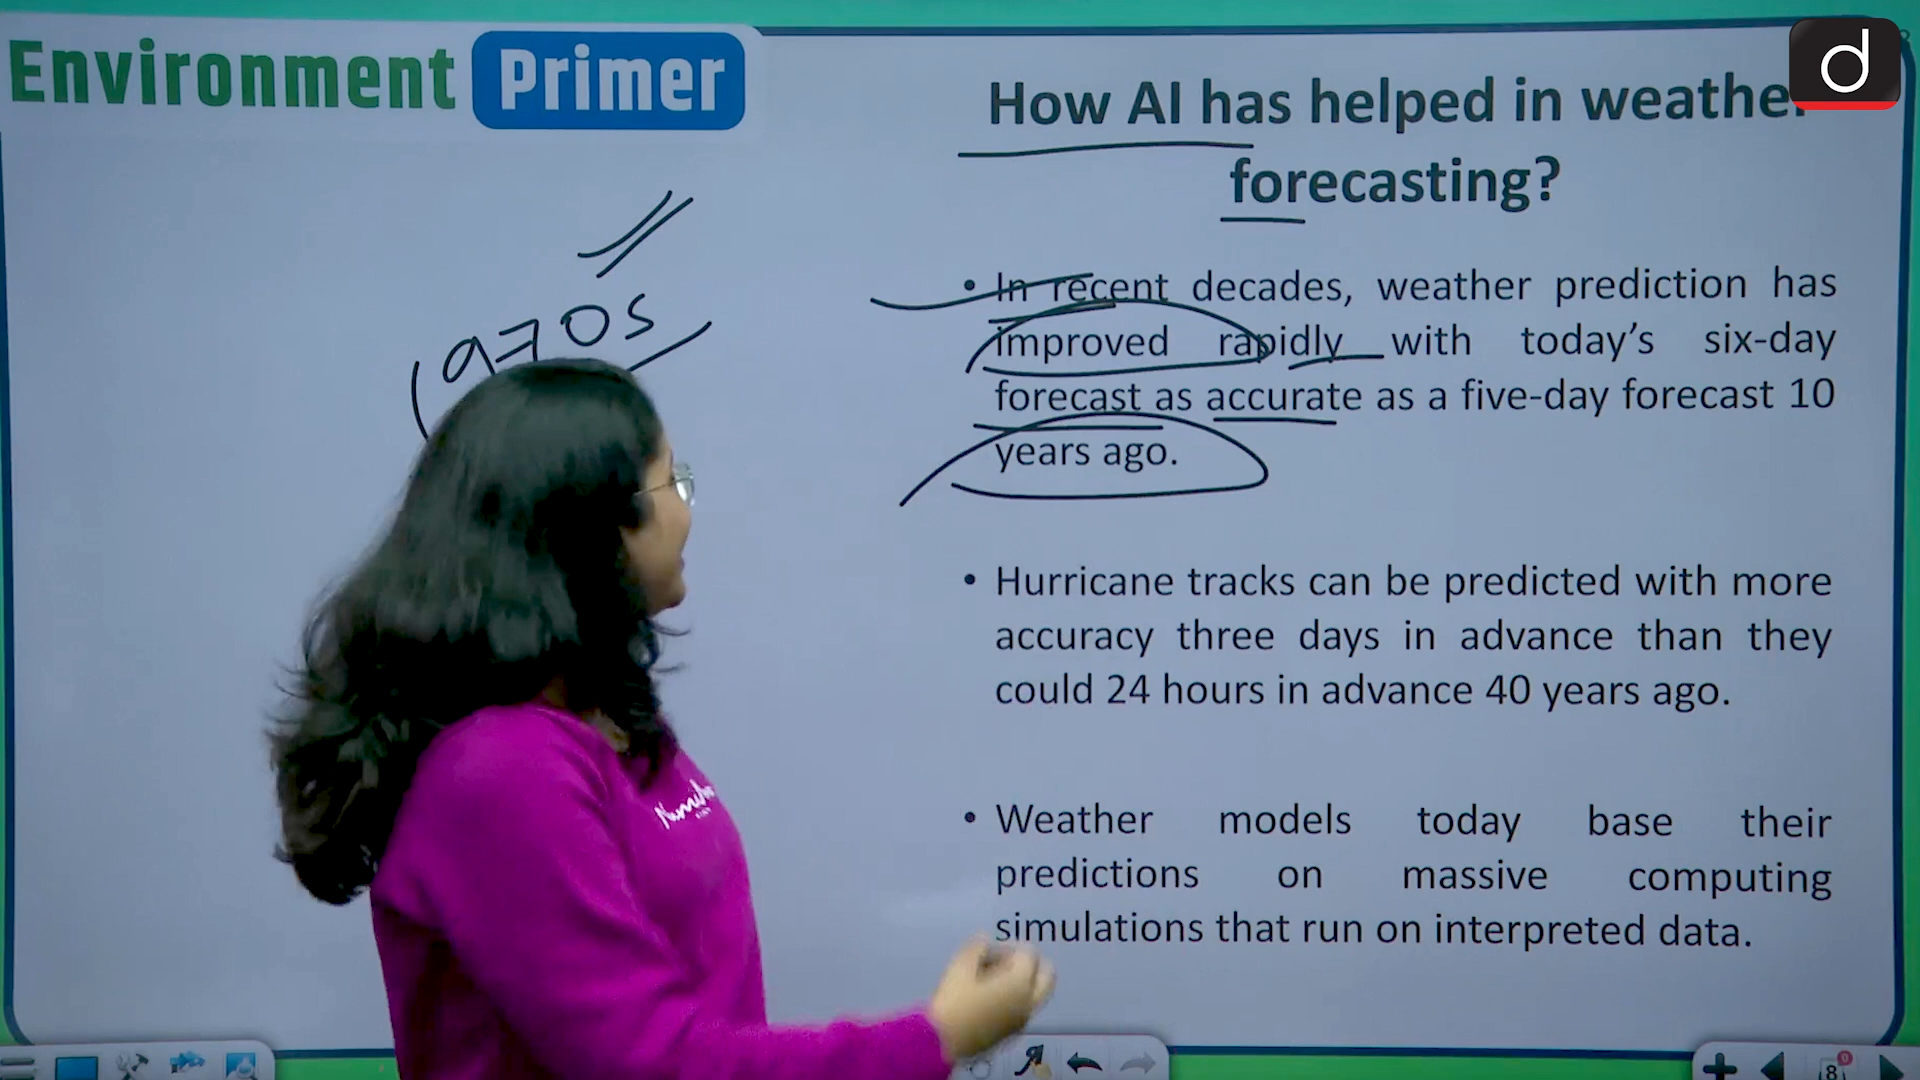 Environment Primer
d
How AI has helped in weather
forecasting?
1970s
• In recent decades, weather prediction has
improved rapidly with today’s six-day
forecast as accurate as a five-day forecast 10
years ago.
• Hurricane tracks can be predicted with more
accuracy three days in advance than they
could 24 hours in advance 40 years ago.
• Weather models today base their
predictions on massive computing
simulations that run on interpreted data.
8
0